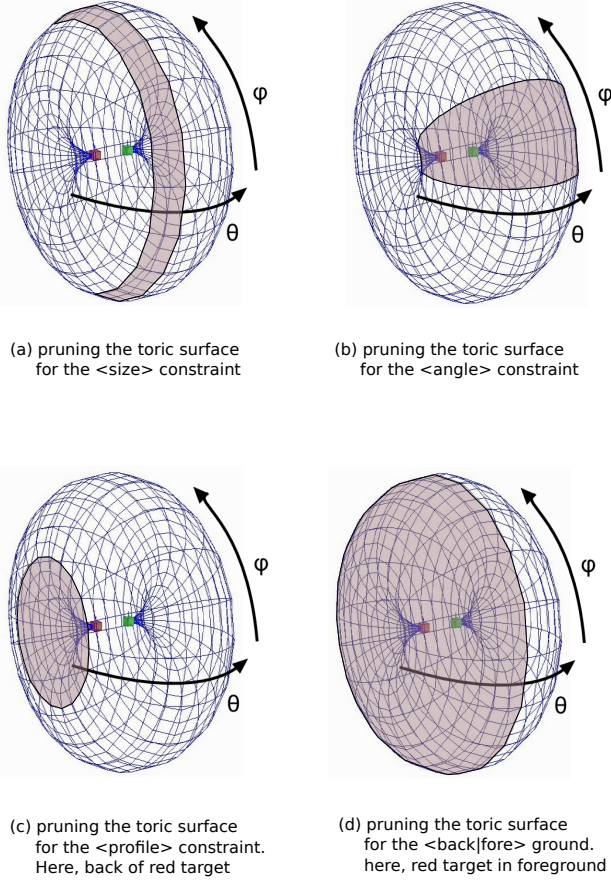 φ
θ
φ
θ
(a) pruning the toric surface
for the <size> constraint
(b) pruning the toric surface
for the <angle> constraint
φ
θ
φ
θ
(c) pruning the toric surface
for the <profile> constraint.
Here, back of red target
(d) pruning the toric surface
for the <back|fore> ground.
here, red target in foreground